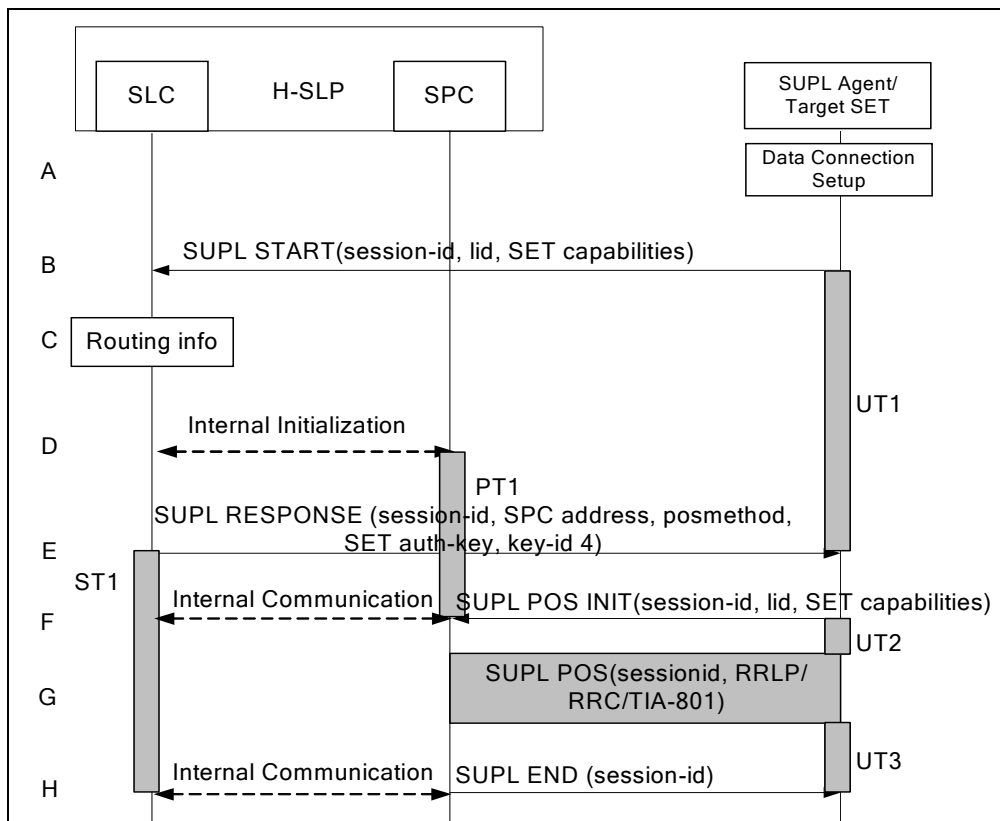 SLC
H-SLP
SPC
SUPL Agent/
Target SET
Data Connection
Setup
A
SUPL START(session-id, lid, SET capabilities)
B
C
Routing info
UT1
Internal Initialization
D
PT1
SUPL RESPONSE (session-id, SPC address, posmethod,
SET auth-key, key-id 4)
E
ST1
Internal Communication
SUPL POS INIT(session-id, lid, SET capabilities)
F
UT2
SUPL POS(sessionid, RRLP/
RRC/TIA-801)
G
UT3
Internal Communication
SUPL END (session-id)
H